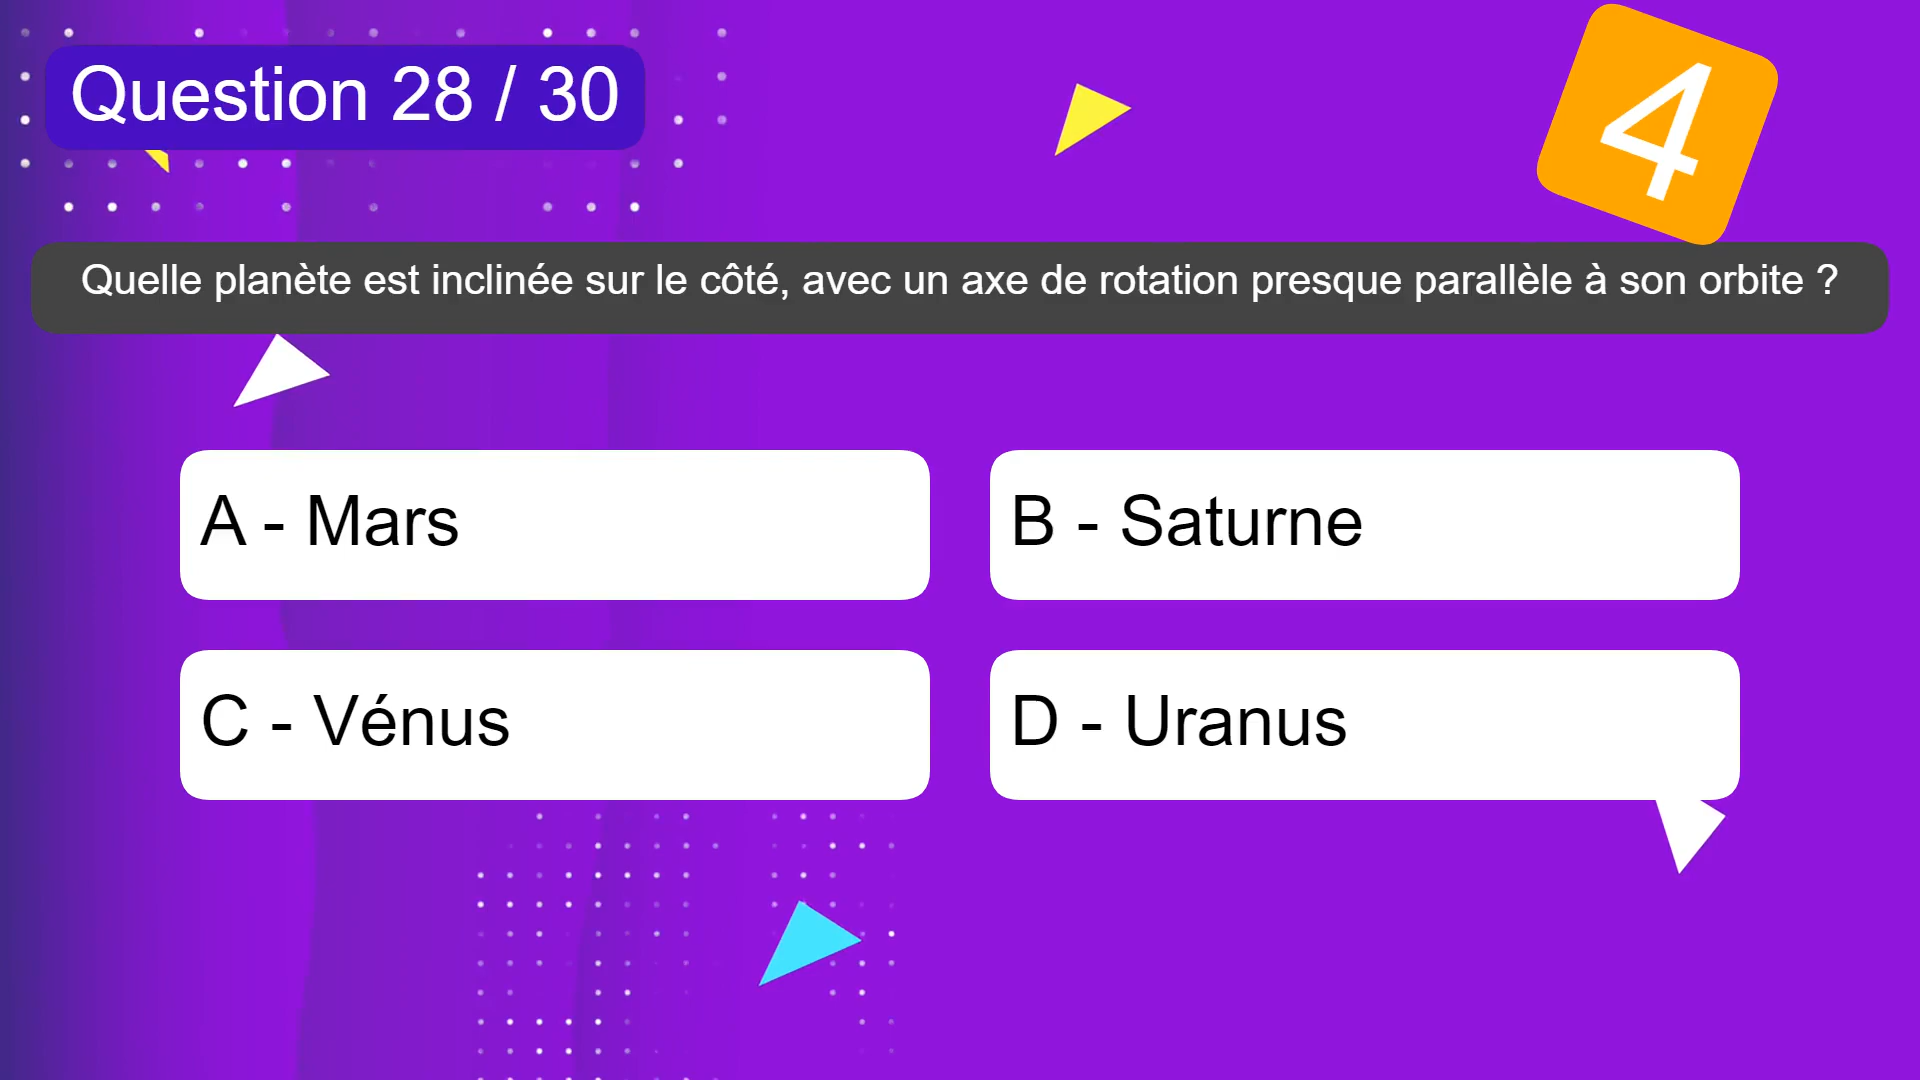 Question 28 / 30
4
Quelle planète est inclinée sur le côté, avec un axe de rotation presque parallèle à son orbite ?
A - Mars
B - Saturne
C - Vénus
D - Uranus